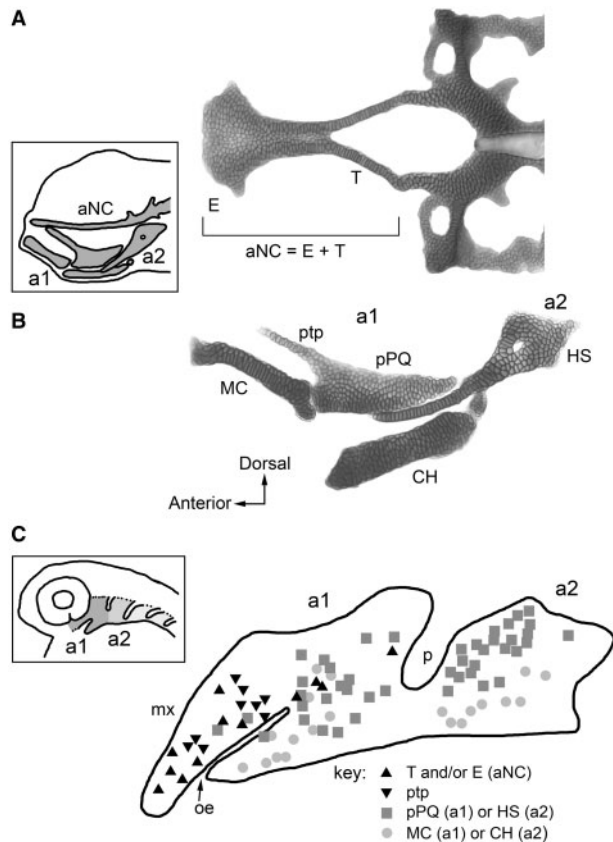 A
aNC
a1
a2
E
T
aNC = E + T
B
a1
a2
ptp
pPQ
HS
MC
CH
Dorsal
Anterior
C
a1
a2
a1
a2
p
mx
oe
key:
T and/or E (aNC)
ptp
pPQ (a1) or HS (a2)
MC (a1) or CH (a2)